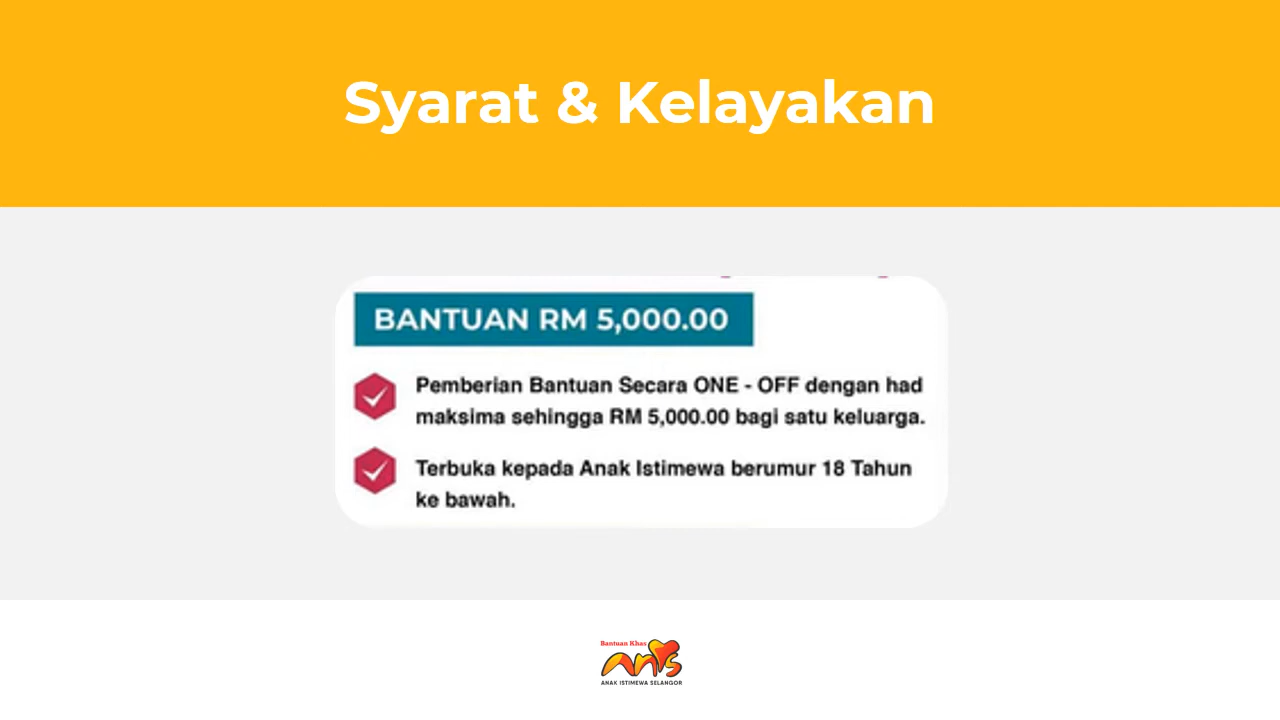 Syarat & Kelayakan
BANTUAN RM 5,000.00
Pemberian Bantuan Secara ONE - OFF dengan had
maksima sehingga RM 5,000.00 bagi satu keluarga.
Terbuka kepada Anak Istimewa berumur 18 Tahun
ke bawah.
Bantuan Khas
anis
ANAK ISTIMEWA SELANGOR